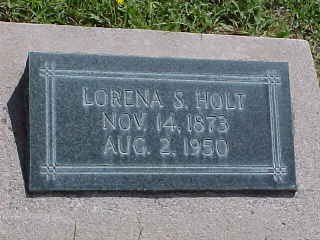 LORENA S. HOLT
NOV. 14, 1873
AUG. 2, 1950